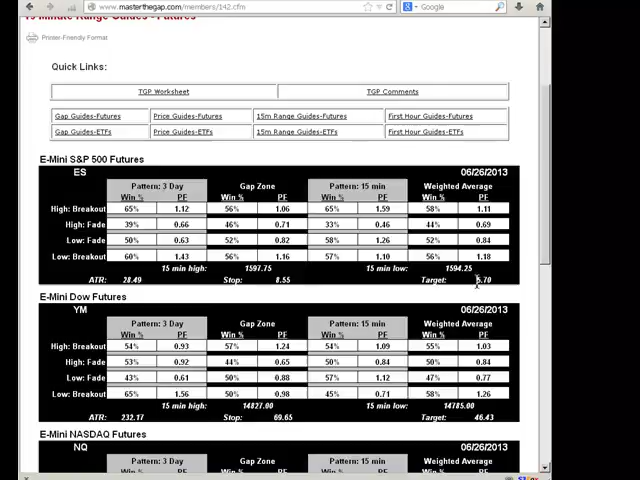 www.masterthegap.com/members/142.cfm
Google
15 Minute Range Guides - Futures
Printer-Friendly Format
Quick Links:
TGP Worksheet TGP Comments
Gap Guides-Futures Price Guides-Futures 15m Range Guides-Futures First Hour Guides-Futures
Gap Guides-ETFs Price Guides-ETFs 15m Range Guides-ETFs First Hour Guides-ETFs
E-Mini S&P 500 Futures
ES 06/26/2013
Pattern: 3 Day Gap Zone Pattern: 15 min Weighted Average
Win % PF Win % PF Win % PF Win % PF
High: Breakout 65% 1.12 56% 1.06 65% 1.59 58% 1.11
High: Fade 39% 0.66 46% 0.71 33% 0.46 44% 0.69
Low: Fade 50% 0.63 52% 0.82 58% 1.26 52% 0.84
Low: Breakout 60% 1.43 56% 1.16 57% 1.10 56% 1.18
15 min high: 1597.75 15 min low: 1594.25
ATR: 28.49 Stop: 8.55 Target: 5.70
E-Mini Dow Futures
YM 06/26/2013
Pattern: 3 Day Gap Zone Pattern: 15 min Weighted Average
Win % PF Win % PF Win % PF Win % PF
High: Breakout 54% 0.93 57% 1.24 54% 1.09 55% 1.03
High: Fade 53% 0.92 44% 0.65 50% 0.84 50% 0.84
Low: Fade 43% 0.61 50% 0.88 57% 1.12 47% 0.77
Low: Breakout 65% 1.56 50% 0.98 45% 0.71 58% 1.26
15 min high: 14827.00 15 min low: 14785.00
ATR: 232.17 Stop: 69.65 Target: 46.43
E-Mini NASDAQ Futures
NQ 06/26/2013
Pattern: 3 Day Gap Zone Pattern: 15 min Weighted Average
Win % PF Win % PF Win % PF Win % PF